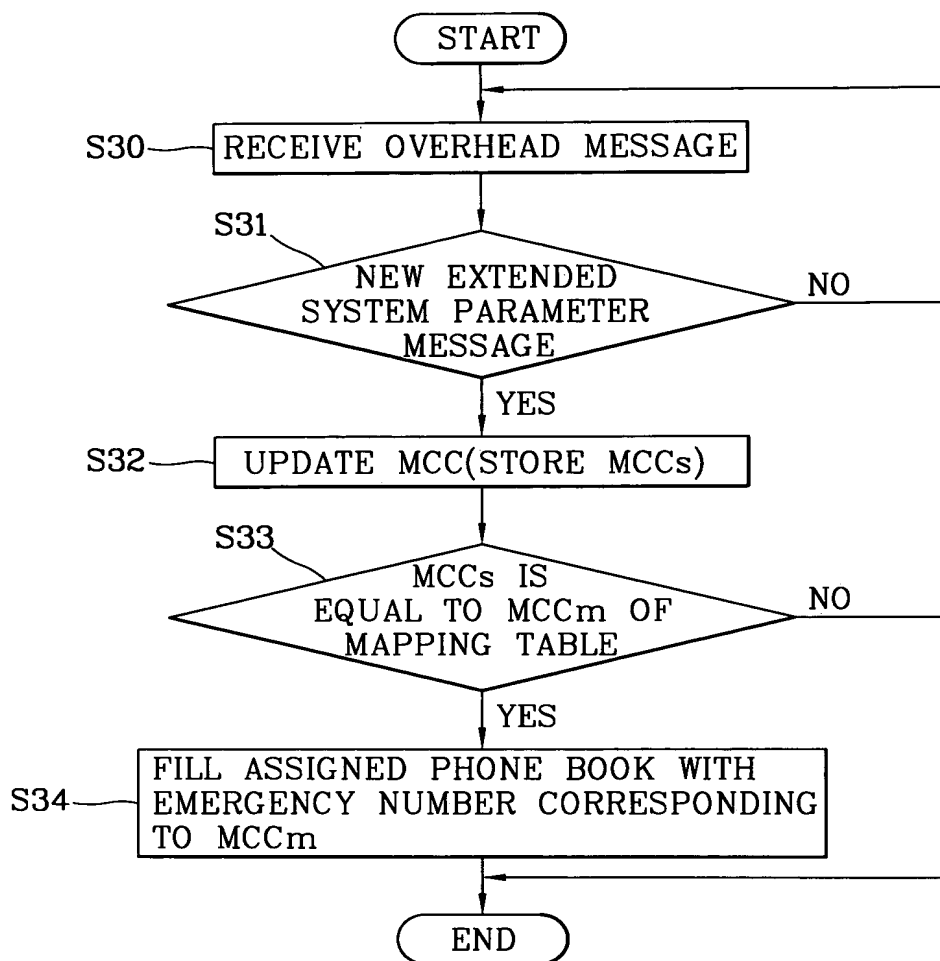 START
S30
RECEIVE OVERHEAD MESSAGE
S31
NEW EXTENDED
SYSTEM PARAMETER
MESSAGE
NO
YES
S32
UPDATE MCC(STORE MCCs)
S33
MCCs IS
EQUAL TO MCCm OF
MAPPING TABLE
NO
YES
S34
FILL ASSIGNED PHONE BOOK WITH
EMERGENCY NUMBER CORRESPONDING
TO MCCm
END